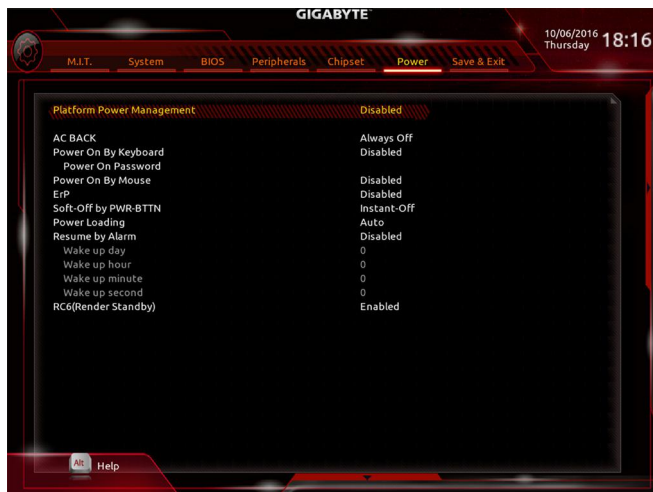 GIGABYTE
10/06/2016 18:16
Thursday
M.I.T. System BIOS Peripherals Chipset Power Save & Exit
Platform Power Management Disabled
AC BACK Always Off
Power On By Keyboard Disabled
Power On Password
Power On By Mouse Disabled
ErP Disabled
Soft-Off by PWR-BTTN Instant-Off
Power Loading Auto
Resume by Alarm Disabled
Wake up day 0
Wake up hour 0
Wake up minute 0
Wake up second 0
RC6(Render Standby) Enabled
Alt Help